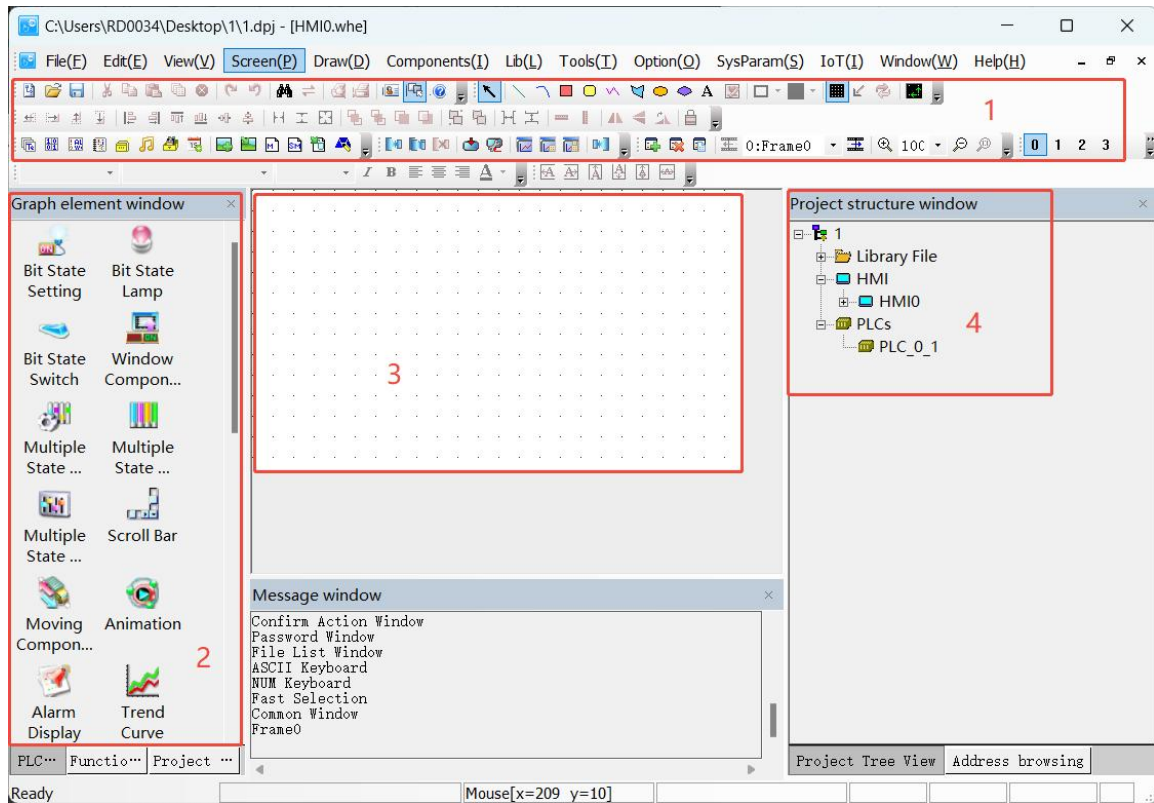 C:\Users\RD0034\Desktop\1\1.dpj - [HMI0.whe]
File(F) Edit(E) View(V) Screen(P) Draw(D) Components(I) Lib(L) Tools(T) Option(O) SysParam(S) IoT(I) Window(W) Help(H)
A
1
0:Frame0 10C 0 1 2 3
I B A
Graph element window
Bit State Setting
Bit State Lamp
Bit State Switch
Window Compon...
Multiple State ...
Multiple State ...
Multiple State ...
Scroll Bar
Moving Compon...
Animation
Alarm Display
Trend Curve
2
PLC… Functio… Project …
3
Message window
Confirm Action Window
Password Window
File List Window
ASCII Keyboard
NUM Keyboard
Fast Selection
Common Window
Frame0
Project structure window
1
Library File
HMI
HMI0
PLCs
PLC_0_1
4
Project Tree View Address browsing
Ready Mouse[x=209 y=10]